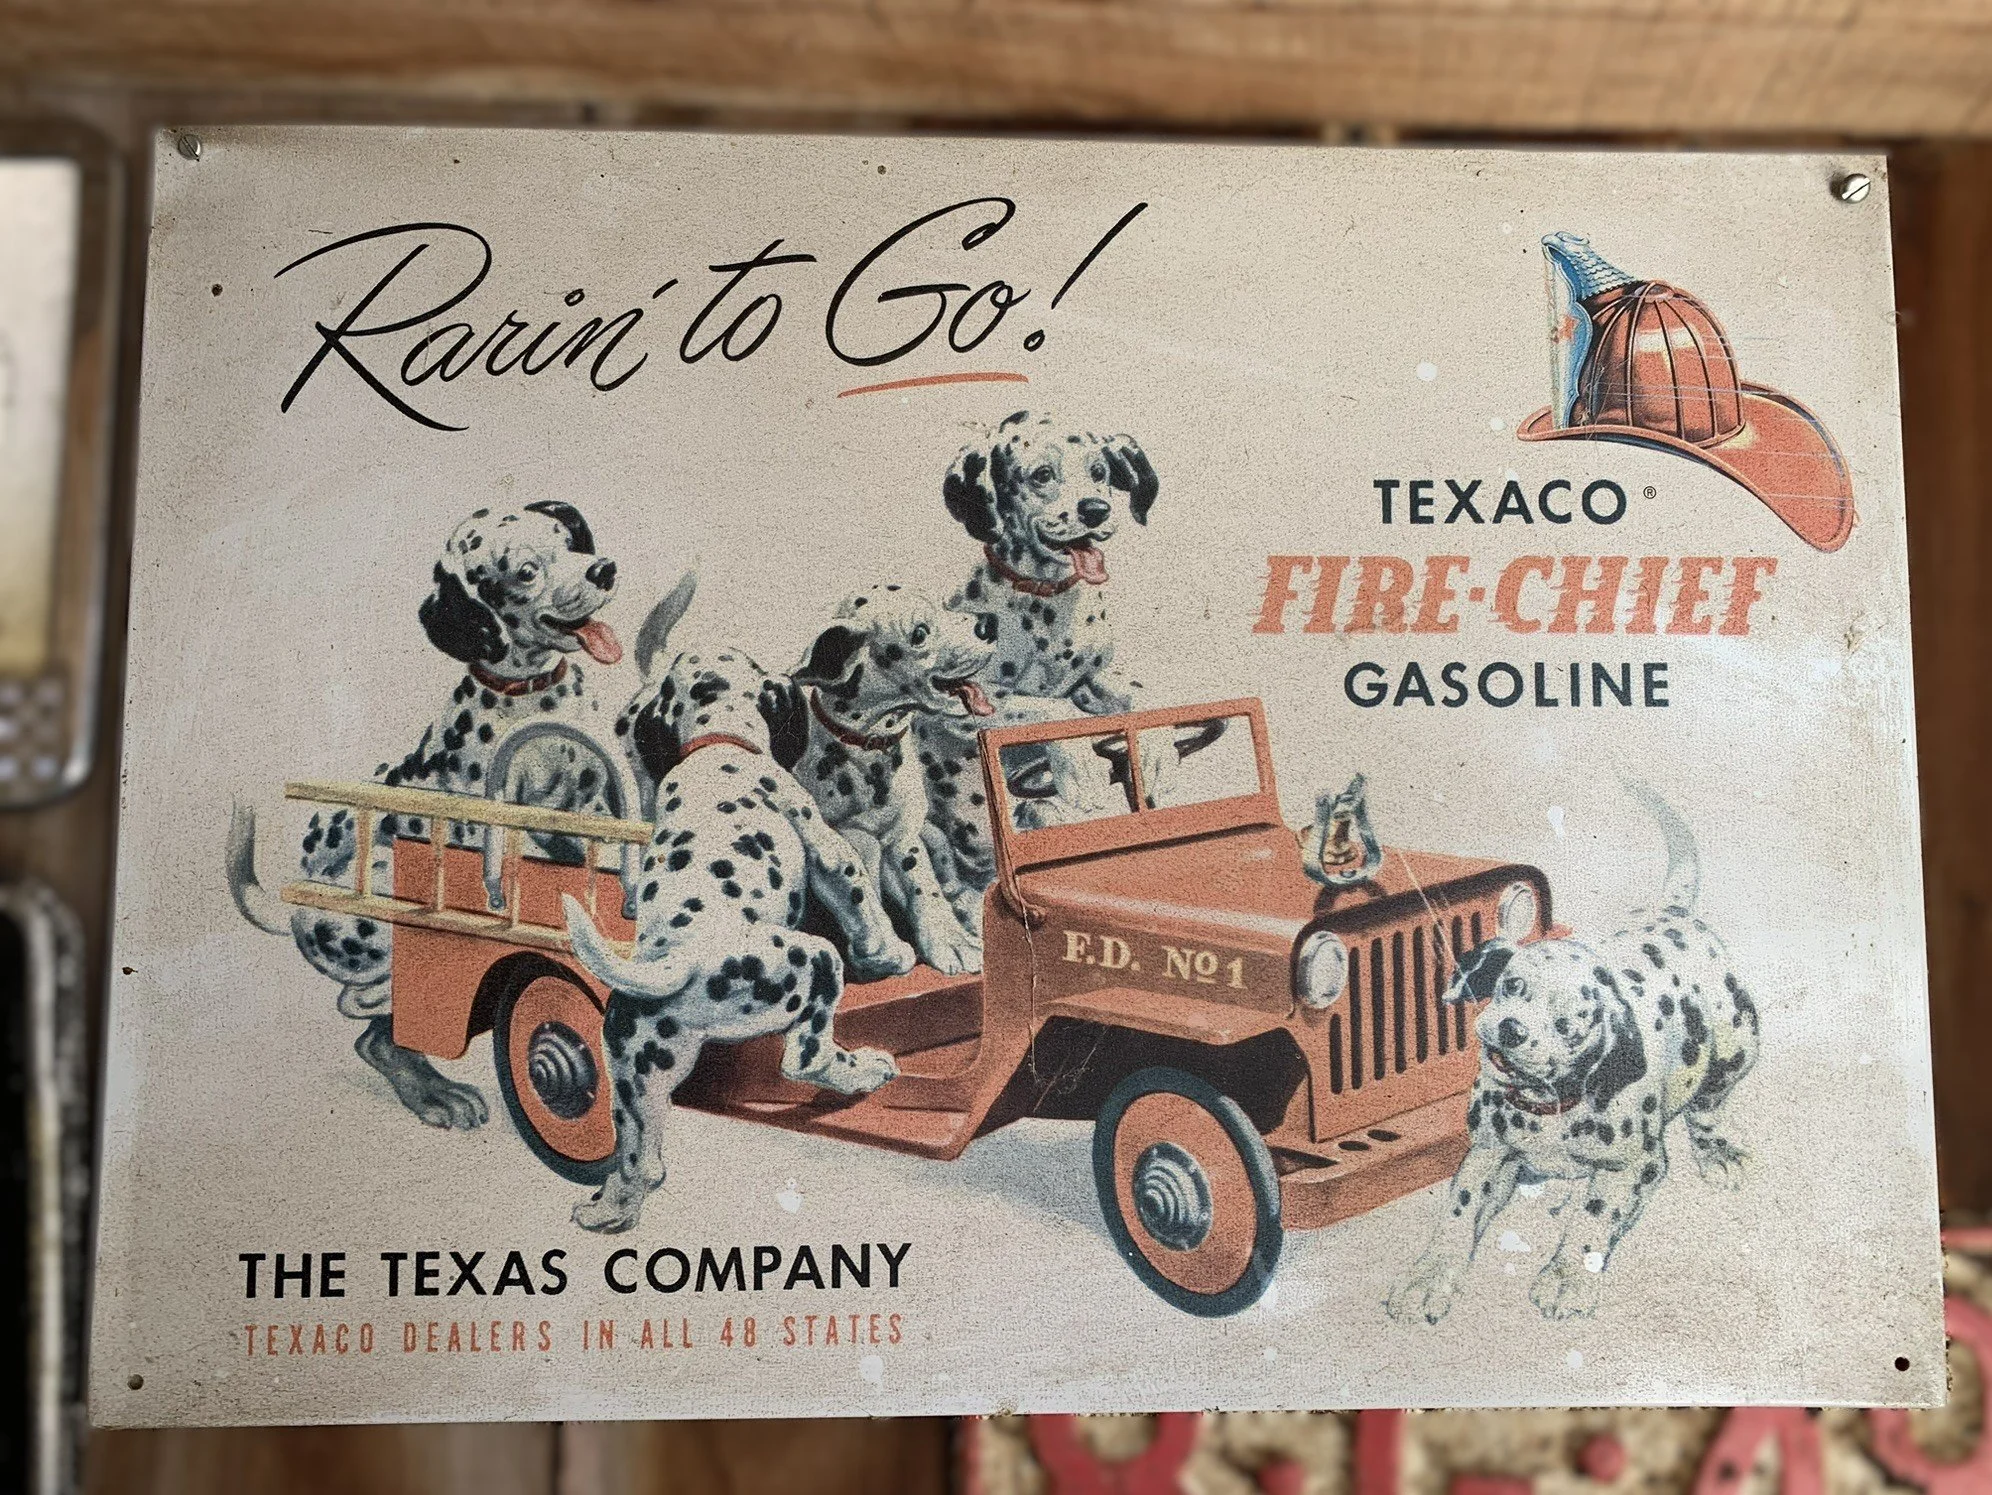 Rarin' to Go!
TEXACO ®
FIRE-CHIEF
GASOLINE
F.D. No 1
THE TEXAS COMPANY
TEXACO DEALERS IN ALL 48 STATES